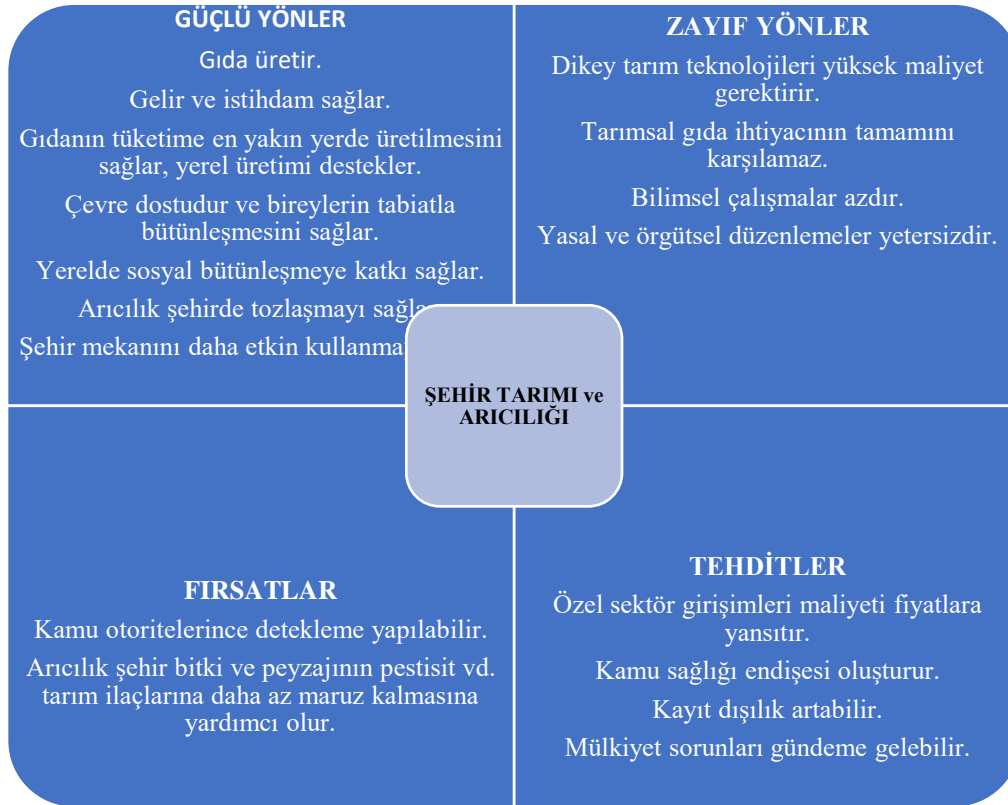 GÜÇLÜ YÖNLER
Gıda üretir.
Gelir ve istihdam sağlar.
Gıdanın tüketime en yakın yerde üretilmesini
sağlar, yerel üretimi destekler.
Çevre dostudur ve bireylerin tabiatla
bütünleşmesini sağlar.
Yerelde sosyal bütünleşmeye katkı sağlar.
Arıcılık şehirde tozlaşmayı
Şehir mekanını daha etkin
ZAYIF YÖNLER
Dikey tarım teknolojileri yüksek maliyet
gerektirir.
Tarımsal gıda ihtiyacının tamamını
karşılamaz.
Bilimsel çalışmalar azdır.
Yasal ve örgütsel düzenlemeler yetersizdir.
ŞEHİR TARIMI ve
ARICILIĞI
FIRSATLAR
Kamu otoritelerince detekleme yapılabilir.
Arıcılık şehir bitki ve peyzajının pestisit vd.
tarım ilaçlarına daha az maruz kalmasına
yardımcı olur.
TEHDİTLER
Özel sektör girişimleri maliyeti fiyatlara
yansıtır.
Kamu sağlığı endişesi oluşturur.
Kayıt dışılık artabilir.
Mülkiyet sorunları gündeme gelebilir.